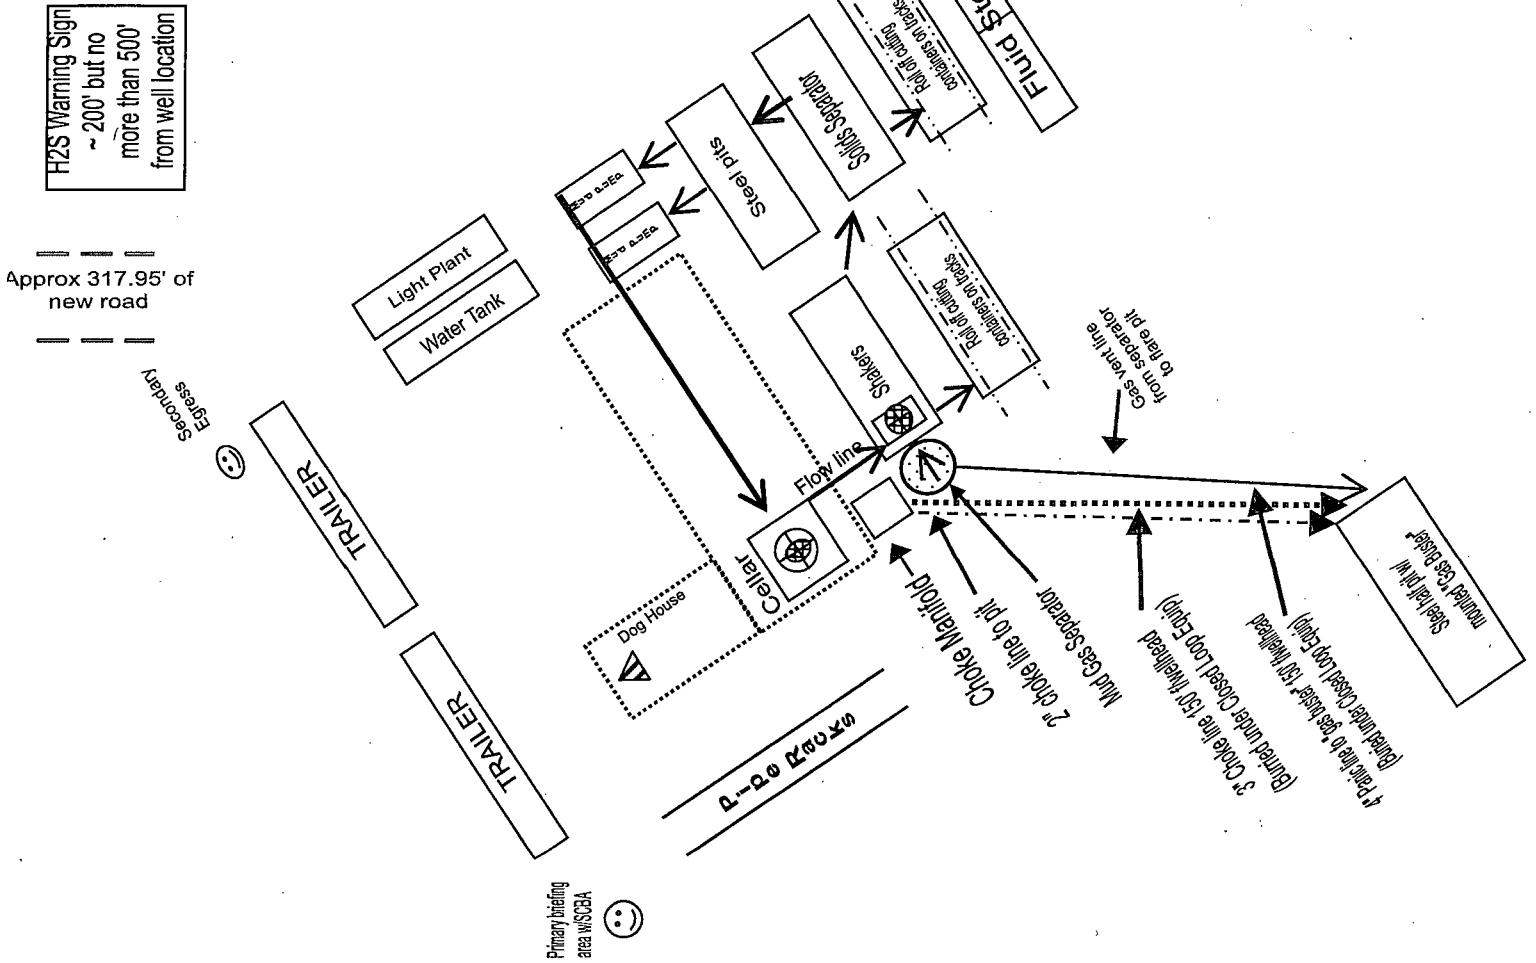 H2S Warning Sign
~ 200' but no
more than 500'
from well location
Approx 317.95' of
new road
Secondary
Egress
TRAILER
TRAILER
Primary briefing
area w/SCBA
Light Plant
Water Tank
Mud
Mud
Steel pits
Solids Separator
Roll off cutting
containers on tracks
Fluid
Shakers
Roll off cutting
containers on tracks
Flow line
Cellar
Dog House
Pipe Racks
Gas vent line
from separator
to flare pit
Choke Manifold
2" choke line to pit
Mud Gas Separator
3" Choke line 150' f/wellhead
(Burried under Closed Loop Equip)
4" Panic line to "gas buster" 150' f/wellhead
(Buried under Closed Loop Equip)
Steel half pit w/
mounted "Gas Buster"